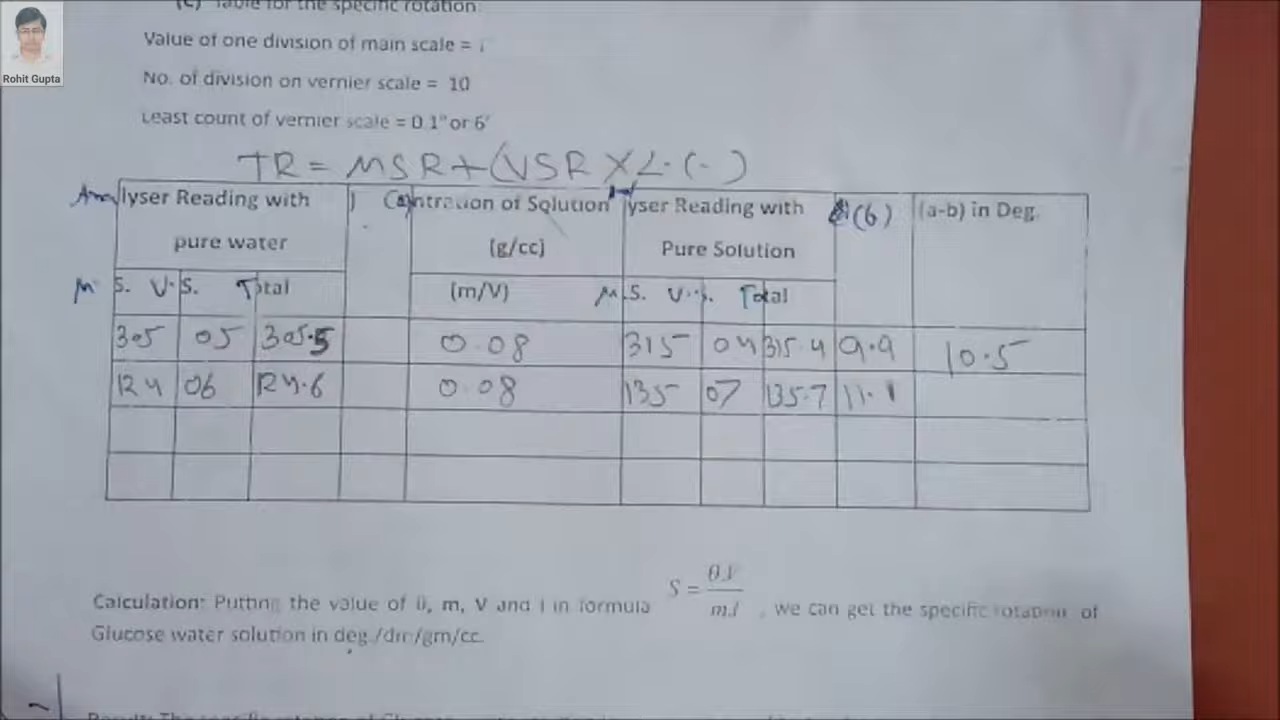 (C) Table for the specific rotation
Value of one division of main scale =
No. of division on vernier scale = 10
Least count of vernier scale = 0.1° or 6'
Rohit Gupta
TR = MSR + (VSR X L.C.)
Analyser Reading with pure water
Concentration of Solution (g/cc)
Analyser Reading with Pure Solution
(b)
(a-b) in Deg.
M.S. V.S. Total (m/V) M.S. V.S. Total
305 05 305.5 0.08 315 04 315.4 9.9 10.5
124 06 124.6 0.08 135 07 135.7 11.1
Calculation: Putting the value of θ, m, V and l in formula S = θ.V / m.l , we can get the specific rotation of
Glucose water solution in deg./dm/gm/cc.